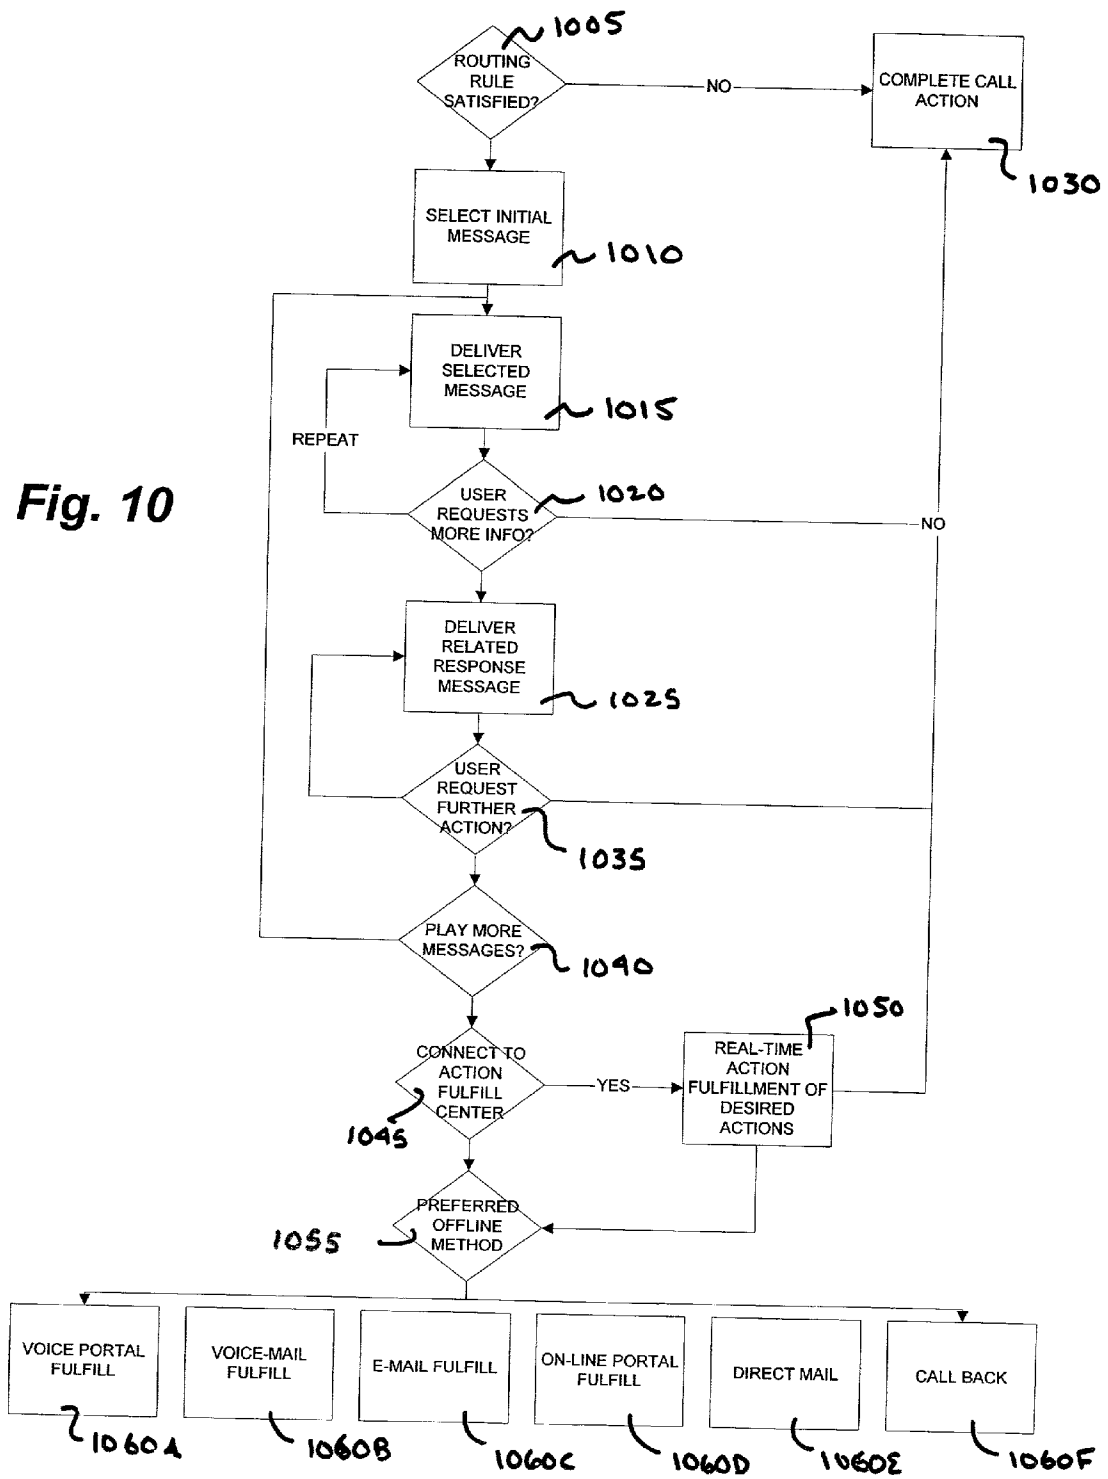 1005
ROUTING
RULE
SATISFIED?
NO
COMPLETE CALL
ACTION
1030
SELECT INITIAL
MESSAGE
1010
DELIVER
SELECTED
MESSAGE
1015
REPEAT
Fig. 10
USER
REQUESTS
MORE INFO?
1020
NO
DELIVER
RELATED
RESPONSE
MESSAGE
1025
USER
REQUEST
FURTHER
ACTION?
1035
PLAY MORE
MESSAGES?
1040
CONNECT TO
ACTION
FULFILL
CENTER
1045
YES
1050
REAL-TIME
ACTION
FULFILLMENT OF
DESIRED
ACTIONS
PREFERRED
OFFLINE
METHOD
1055
VOICE PORTAL
FULFILL
VOICE-MAIL
FULFILL
E-MAIL FULFILL
ON-LINE PORTAL
FULFILL
DIRECT MAIL
CALL BACK
1060A
1060B
1060C
1060D
1060E
1060F